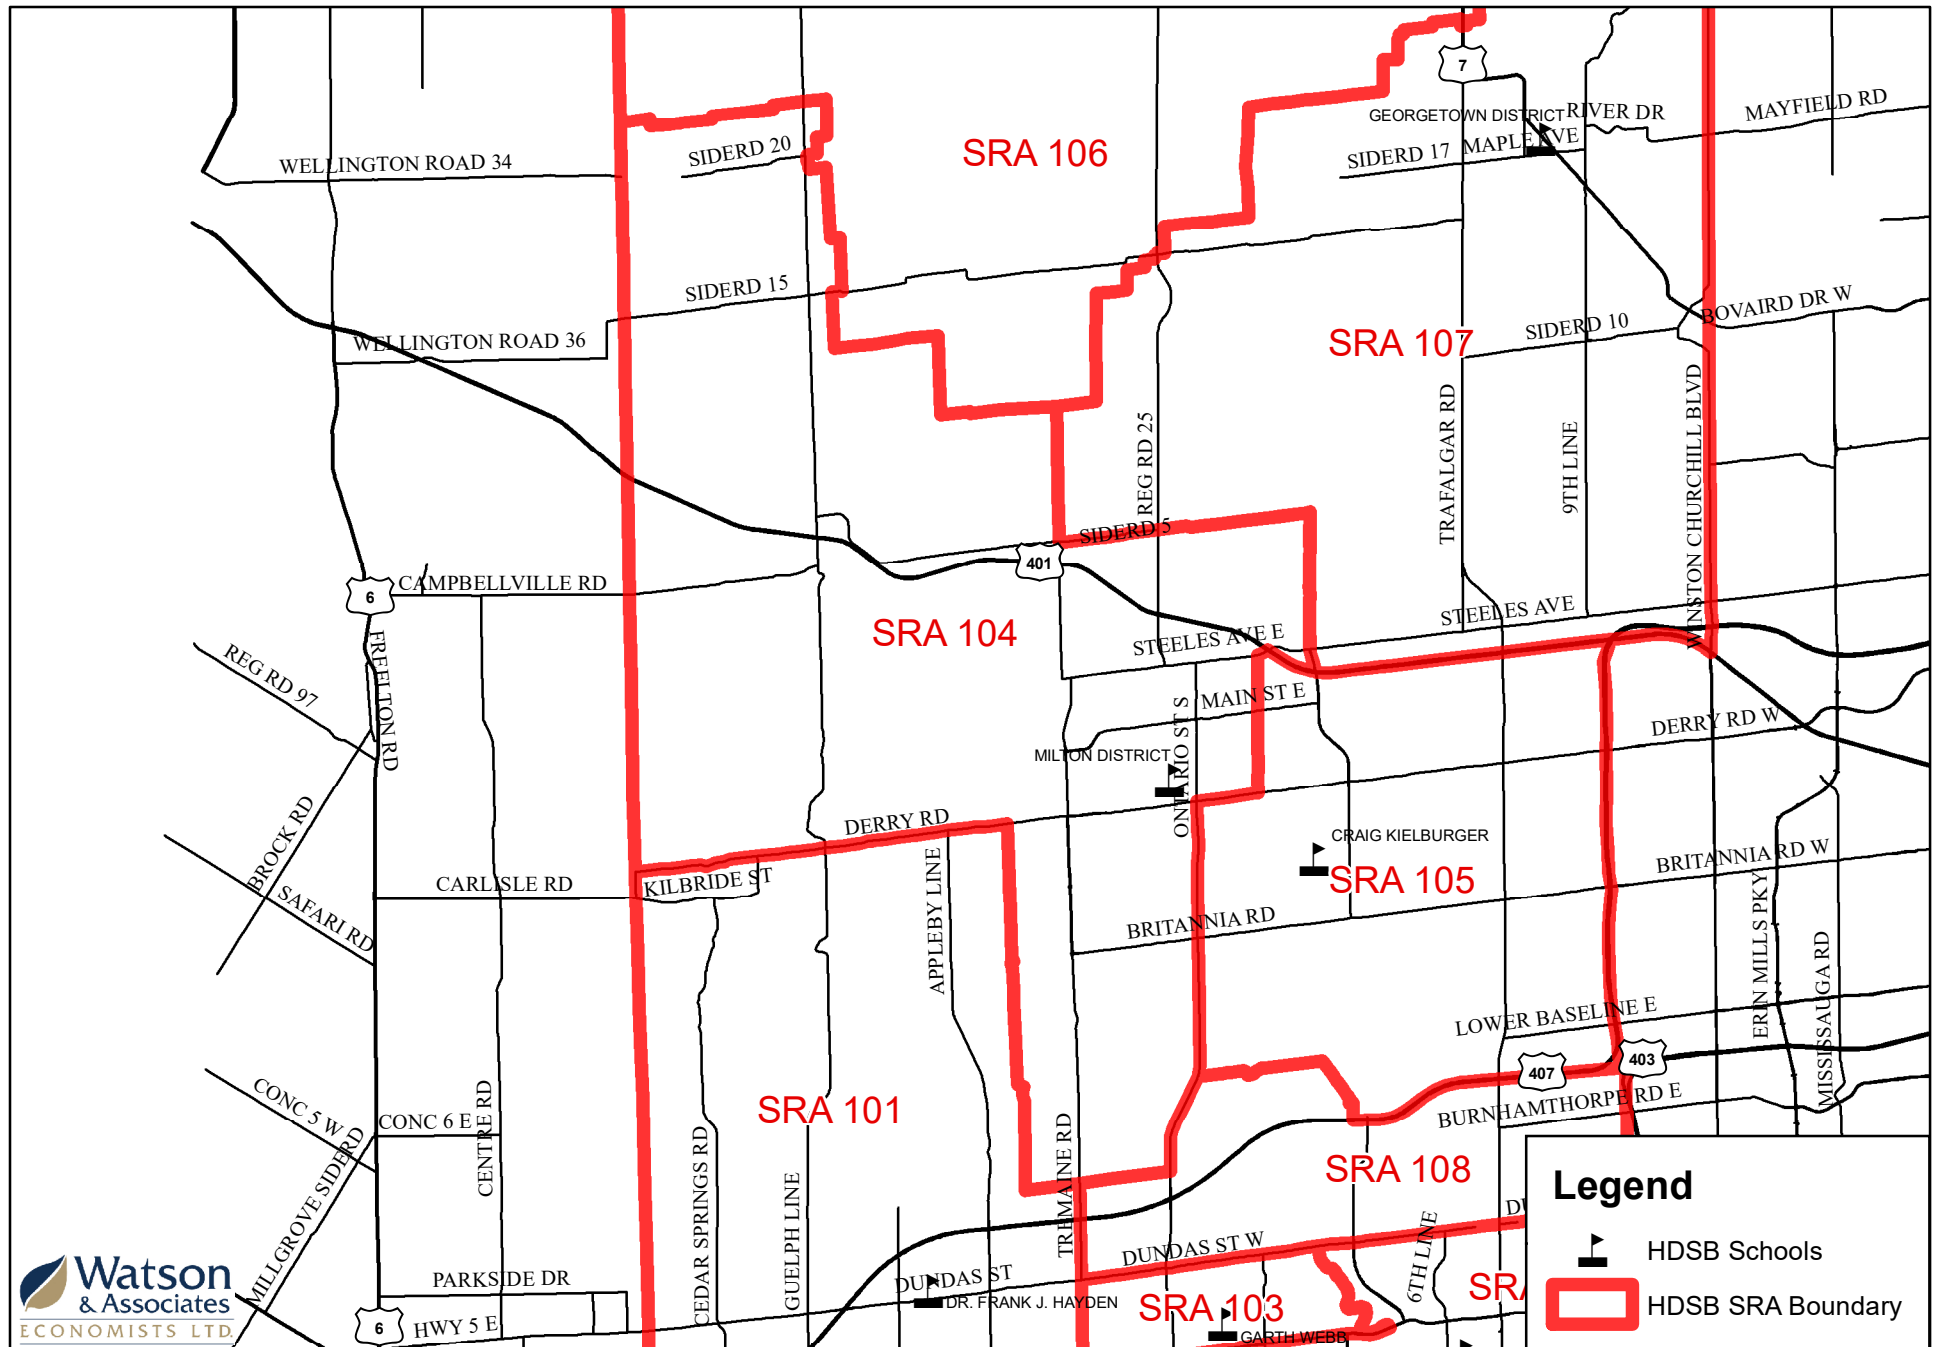 7
GEORGETOWN DISTRICT
RIVER DR
MAYFIELD RD
SIDERD 17
MAPLE AVE
SRA 106
SIDERD 20
WELLINGTON ROAD 34
SIDERD 15
WELLINGTON ROAD 36
SRA 107
SIDERD 10
BOVAIRD DR W
REG RD 25
TRAFALGAR RD
9TH LINE
WINSTON CHURCHILL BLVD
SIDERD 5
401
6
CAMPBELLVILLE RD
SRA 104
STEELES AVE E
STEELES AVE
FREELTON RD
REG RD 97
MAIN ST E
ONTARIO ST S
DERRY RD W
MILTON DISTRICT
BROCK RD
DERRY RD
CRAIG KIELBURGER
SRA 105
BRITANNIA RD W
SAFARI RD
CARLISLE RD
KILBRIDE ST
APPLEBY LINE
BRITANNIA RD
ERIN MILLS PKY
MISSISSAUGA RD
LOWER BASELINE E
407
403
BURNHAMTHORPE RD E
CONC 5 W
CONC 6 E
CENTRE RD
MILLGROVE SIDERD
SRA 101
CEDAR SPRINGS RD
GUELPH LINE
TREMAINE RD
SRA 108
DUNDAS ST W
6TH LINE
DUNDAS ST
DR. FRANK J. HAYDEN
SRA 103
GARTH WEBB
PARKSIDE DR
6
HWY 5 E
Legend
HDSB Schools
HDSB SRA Boundary
Watson
& Associates
ECONOMISTS LTD.